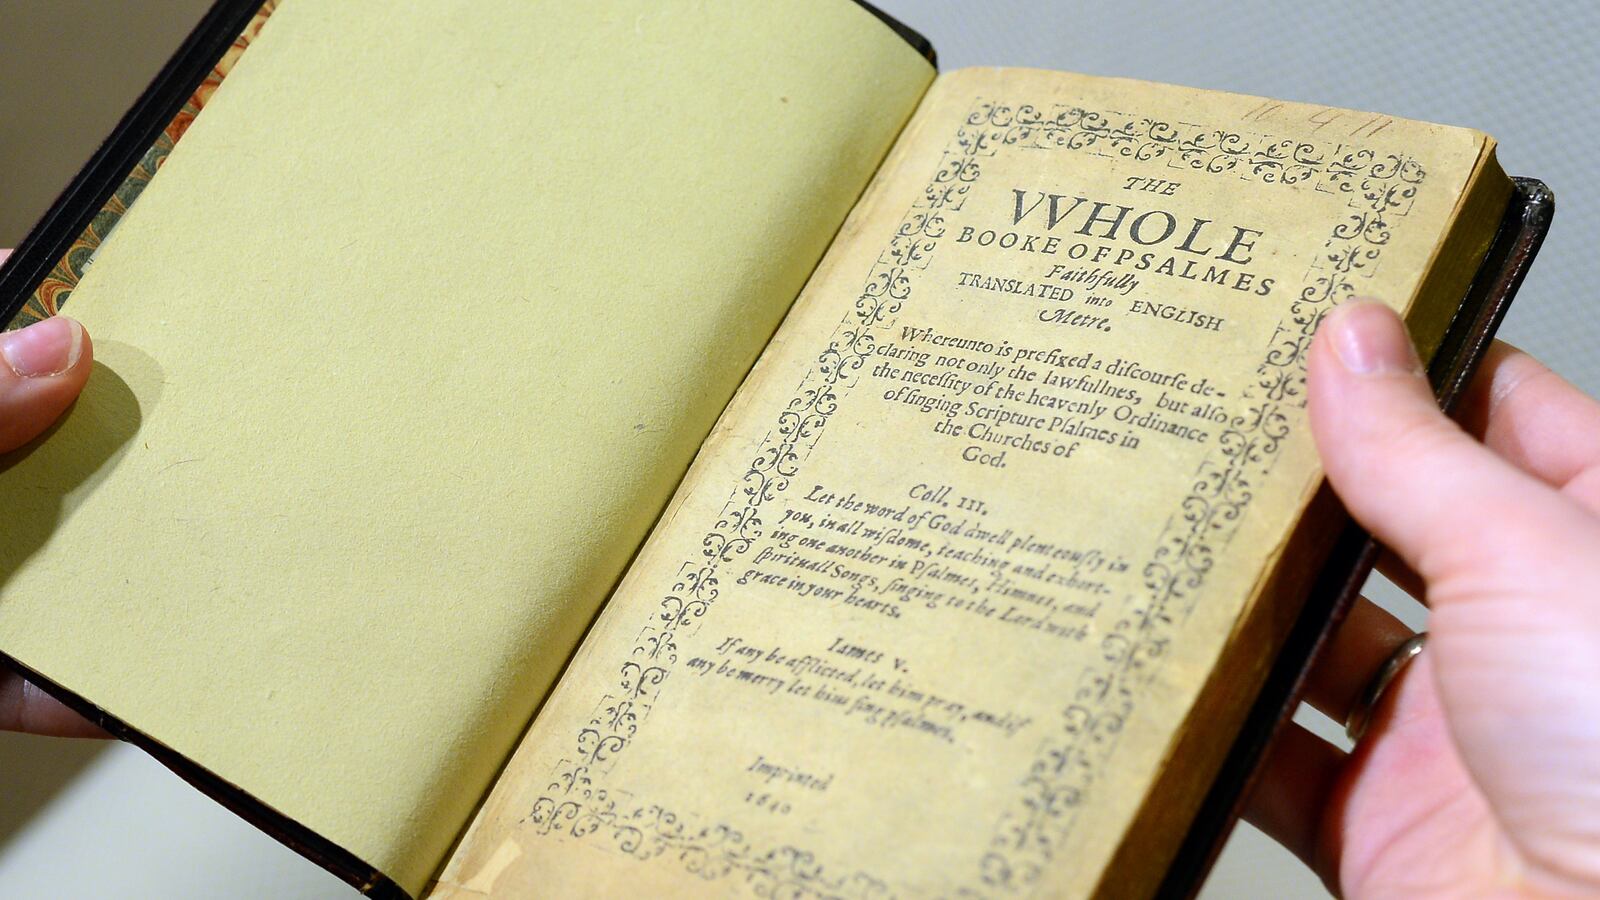 THE
VVHOLE
BOOKE OF PSALMES
Faithfully
TRANSLATED into ENGLISH
Metre.
Whereunto is prefixed a diſcourſe de-
claring not only the lawfullnes, but alſo
the neceſſity of the heavenly Ordinance
of ſinging Scripture Pſalmes in
the Churches of
God.
Coll. III.
Let the word of God dwell plenteouſly in
you, in all wiſdome, teaching and exhort-
ing one another in Pſalmes, Himnes, and
ſpirituall Songs, ſinging to the Lord with
grace in your hearts.
Iames V.
If any be afflicted, let him pray, and if
any be merry let him ſing pſalmes.
Imprinted
1640